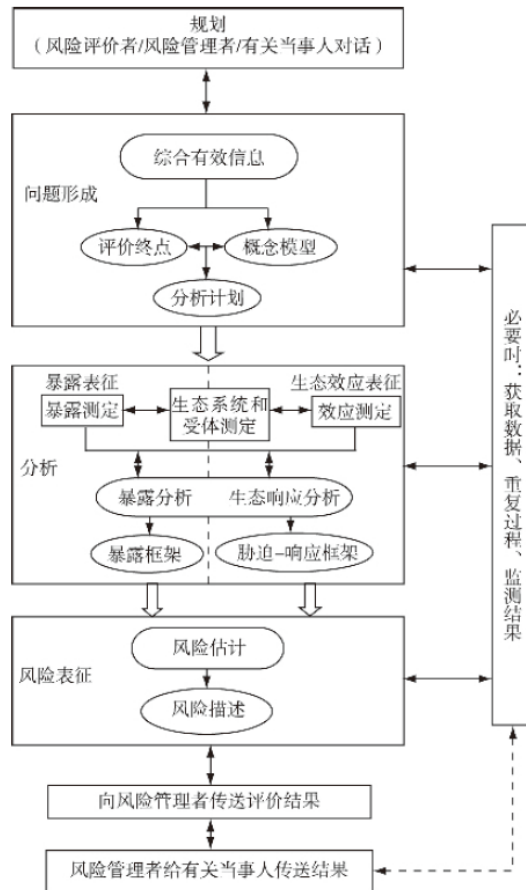 规划
（风险评价者/风险管理者/有关当事人对话）
综合有效信息
问题形成
评价终点
概念模型
分析计划
暴露表征
生态效应表征
暴露测定
生态系统和
受体测定
效应测定
分析
暴露分析
生态响应分析
暴露框架
胁迫-响应框架
风险估计
风险表征
风险描述
向风险管理者传送评价结果
风险管理者给有关当事人传送结果
必要时：获取数据、重复过程、监测结果